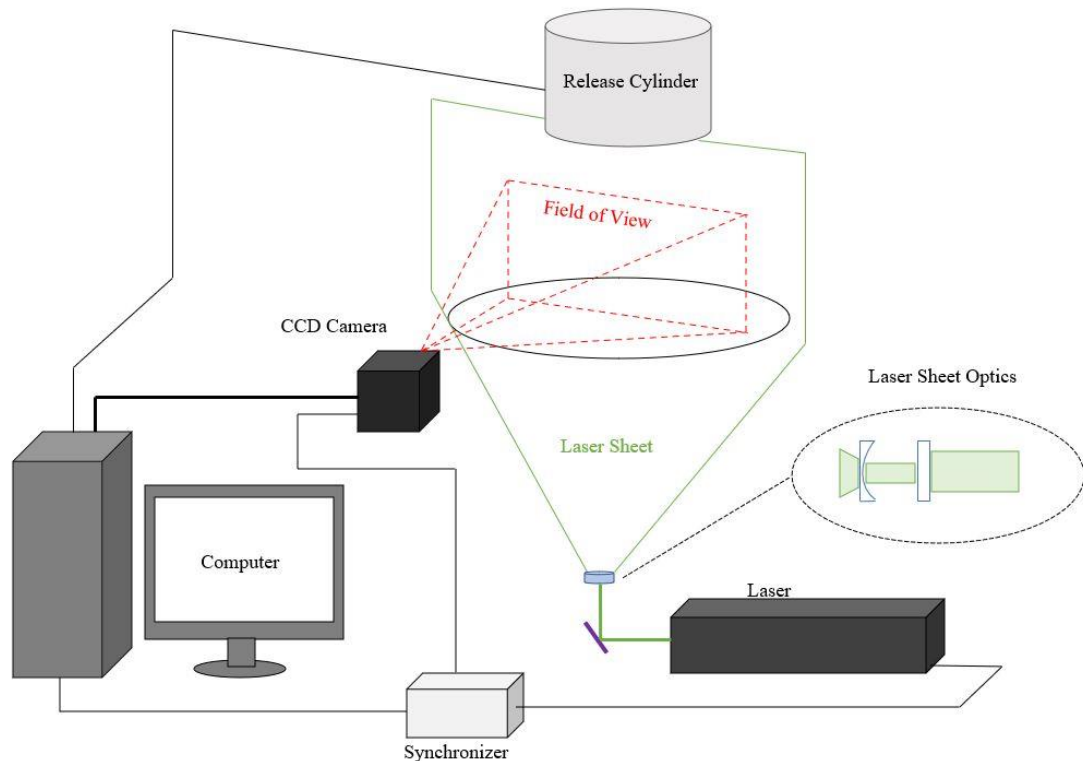 Release Cylinder
Field of View
CCD Camera
Laser Sheet Optics
Laser Sheet
Computer
Laser
Synchronizer